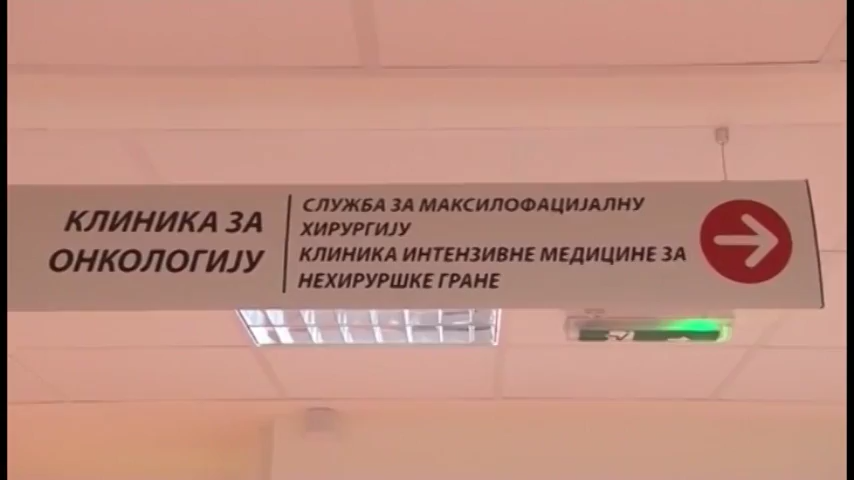 КЛИНИКА ЗА
ОНКОЛОГИЈУ
СЛУЖБА ЗА МАКСИЛОФАЦИЈАЛНУ
ХИРУРГИЈУ
КЛИНИКА ИНТЕНЗИВНЕ МЕДИЦИНЕ ЗА
НЕХИРУРШКЕ ГРАНЕ